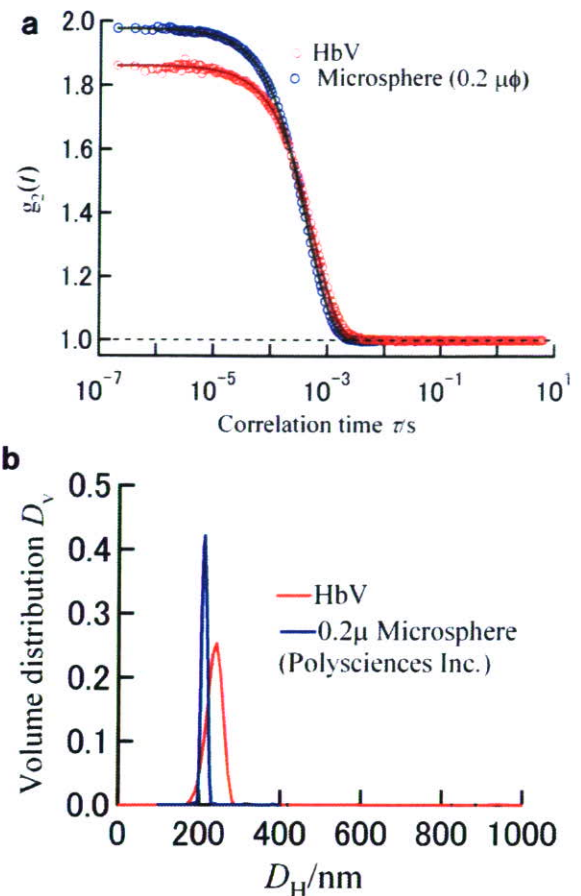 a
2.0
1.8
1.6
1.4
1.2
1.0
g₂(t)
HbV
Microsphere (0.2 μφ)
10⁻⁷ 10⁻⁵ 10⁻³ 10⁻¹ 10¹
Correlation time τ/s
b
0.5
0.4
0.3
0.2
0.1
0.0
Volume distribution Dᵥ
HbV
0.2μ Microsphere
(Polysciences Inc.)
0 200 400 600 800 1000
D_H/nm